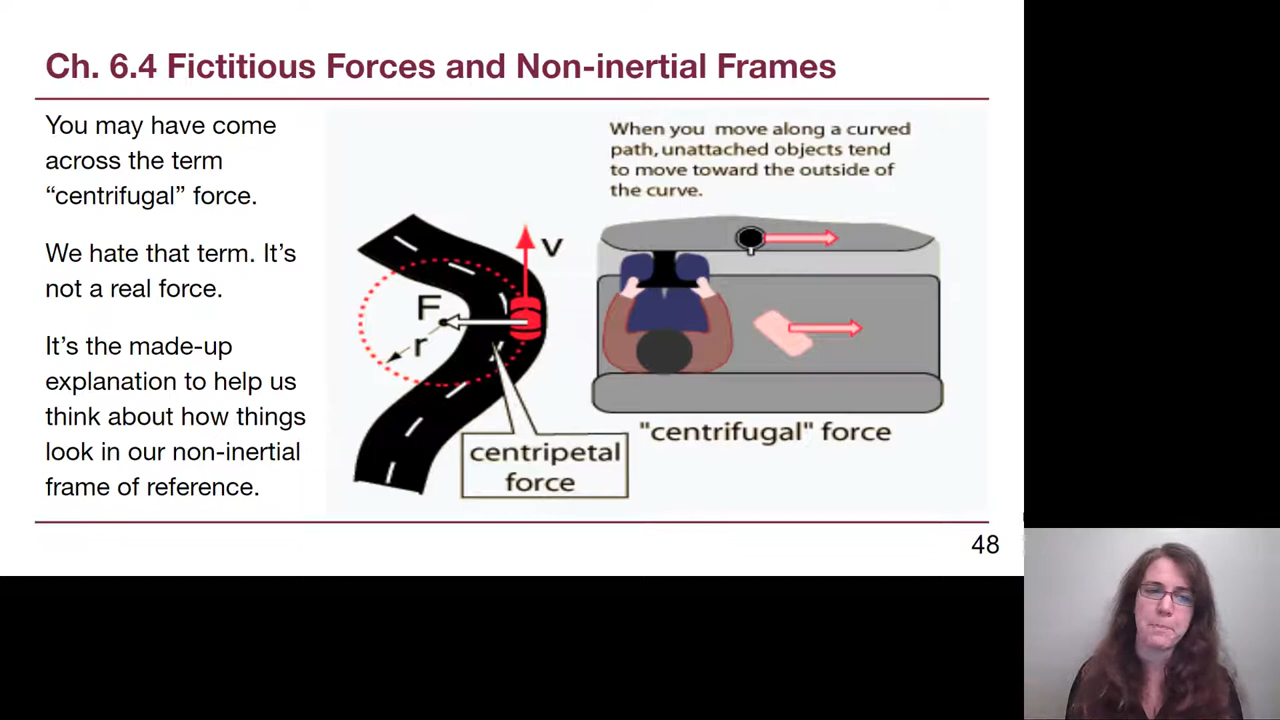 Ch. 6.4 Fictitious Forces and Non-inertial Frames
You may have come
across the term
“centrifugal” force.
We hate that term. It’s
not a real force.
It’s the made-up
explanation to help us
think about how things
look in our non-inertial
frame of reference.
F
r
V
centripetal
force
When you move along a curved
path, unattached objects tend
to move toward the outside of
the curve.
"centrifugal" force
48